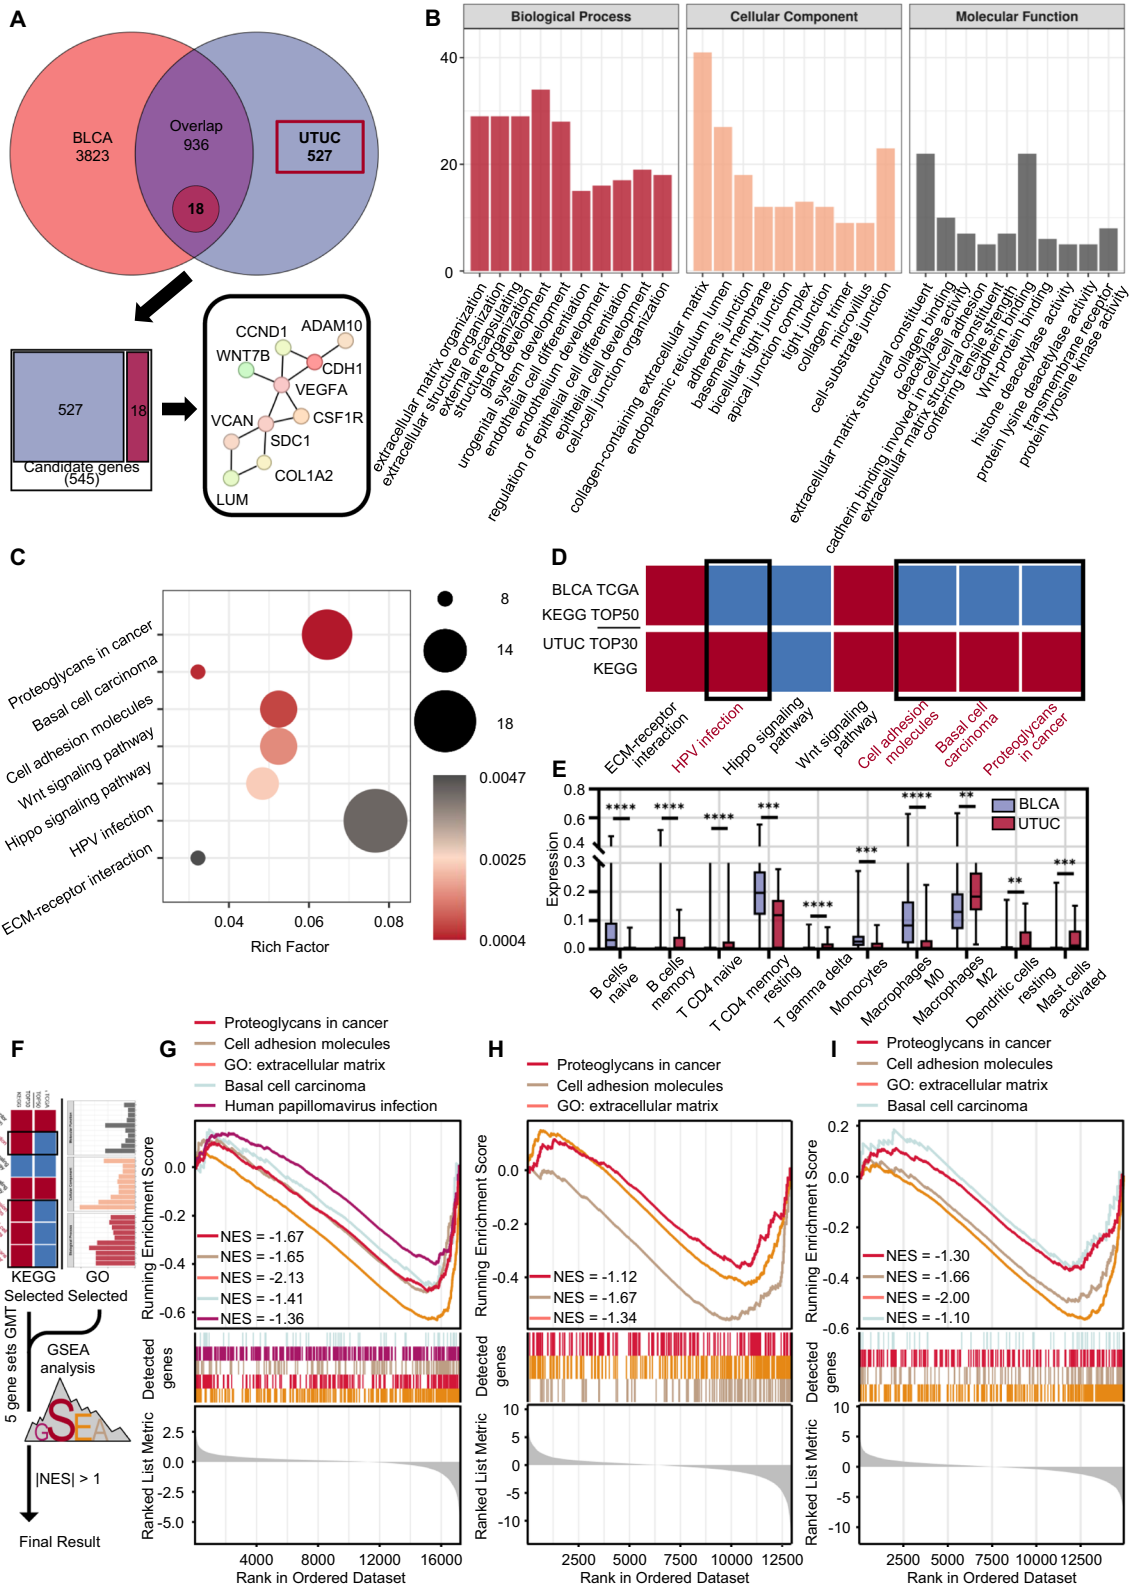 A
BLCA
3823
Overlap
936
UTUC
527
18
527
18
Candidate genes
(545)
CCND1
ADAM10
WNT7B
CDH1
VEGFA
VCAN
CSF1R
SDC1
COL1A2
LUM
B
Biological Process
Cellular Component
Molecular Function
40
20
0
extracellular matrix organization
extracellular structure organization
external encapsulating
structure organization
gland development
urogenital system development
endothelial cell differentiation
endothelium development
regulation of epithelial cell differentiation
epithelial cell development
cell-cell junction organization
collagen-containing extracellular matrix
endoplasmic reticulum lumen
adherens junction
basement membrane
bicellular tight junction
apical junction complex
tight junction
collagen trimer
microvillus
cell-substrate junction
extracellular matrix structural constituent
collagen binding
deacetylase activity
cadherin binding involved in cell-cell adhesion
extracellular matrix structural constituent
conferring tensile strength
cadherin binding
Wnt-protein binding
histone deacetylase activity
protein lysine deacetylase activity
transmembrane receptor
protein tyrosine kinase activity
C
Proteoglycans in cancer
Basal cell carcinoma
Cell adhesion molecules
Wnt signaling pathway
Hippo signaling pathway
HPV infection
ECM-receptor interaction
0.04
0.06
0.08
Rich Factor
8
14
18
0.0047
0.0025
0.0004
D
BLCA TCGA
KEGG TOP50
UTUC TOP30
KEGG
ECM-receptor
interaction
HPV infection
Hippo signaling
pathway
Wnt signaling
pathway
Cell adhesion
molecules
Basal cell
carcinoma
Proteoglycans
in cancer
E
Expression
0.8
0.6
0.4
0.3
0.2
0.1
0.0
****
****
****
***
****
***
****
**
**
***
BLCA
UTUC
B cells
naive
B cells
memory
T CD4 naive
T CD4 memory
resting
T gamma delta
Monocytes
Macrophages
M0
Macrophages
M2
Dendritic cells
resting
Mast cells
activated
F
KEGG
GO
Selected
Selected
5 gene sets GMT
GSEA
analysis
GSEA
|NES| > 1
Final Result
G
Proteoglycans in cancer
Cell adhesion molecules
GO: extracellular matrix
Basal cell carcinoma
Human papillomavirus infection
Running Enrichment Score
0.0
-0.2
-0.4
-0.6
NES = -1.67
NES = -1.65
NES = -2.13
NES = -1.41
NES = -1.36
Detected
genes
Ranked List Metric
2.5
0.0
-2.5
-5.0
4000
8000
12000
16000
Rank in Ordered Dataset
H
Proteoglycans in cancer
Cell adhesion molecules
GO: extracellular matrix
Running Enrichment Score
0.0
-0.4
NES = -1.12
NES = -1.67
NES = -1.34
Detected
genes
Ranked List Metric
10
5
0
-5
-10
2500
5000
7500
10000
12500
Rank in Ordered Dataset
I
Proteoglycans in cancer
Cell adhesion molecules
GO: extracellular matrix
Basal cell carcinoma
Running Enrichment Score
0.2
0.0
-0.2
-0.4
-0.6
NES = -1.30
NES = -1.66
NES = -2.00
NES = -1.10
Detected
genes
Ranked List Metric
10
5
0
-5
-10
2500
5000
7500
10000
12500
Rank in Ordered Dataset